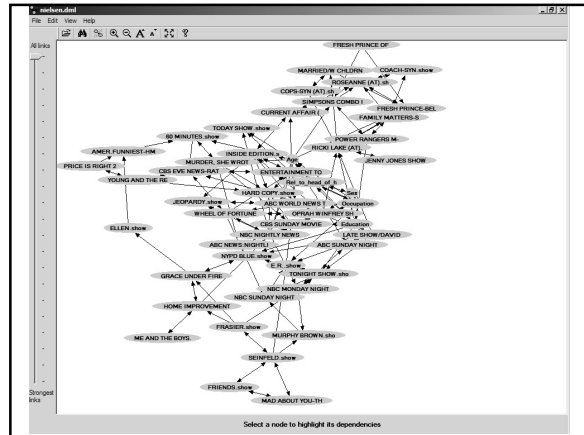 nielsen.dml
File Edit View Help
All links
FRESH PRINCE OF
MARRIED/W CHLDRN
COACH-SYN.show
ROSEANNE (AT).sh
COPS-SYN (AT).sh
SIMPSONS COMBO I
FRESH PRINCE-BEL
CURRENT AFFAIR (
FAMILY MATTERS-S
TODAY SHOW.show
60 MINUTES.show
POWER RANGERS M-
RICKI LAKE (AT).
AMER.FUNNIEST-HM
INSIDE EDITION.s
Age
JENNY JONES SHOW
PRICE IS RIGHT 2
MURDER, SHE WROT
CBS EVE NEWS-RAT
ENTERTAINMENT TO
YOUNG AND THE RE
Rel_to_head_of_h
HARD COPY.show
Sex
JEOPARDY.show
ABC WORLD NEWS T
Occupation
WHEEL OF FORTUNE
OPRAH WINFREY SH
CBS SUNDAY MOVIE
Education
ELLEN.show
NBC NIGHTLY NEWS
LATE SHOW/DAVID
ABC NEWS:NIGHTLI
ABC SUNDAY NIGHT
NYPD BLUE.show
E.R..show
GRACE UNDER FIRE
TONIGHT SHOW.sho
NBC MONDAY NIGHT
NBC SUNDAY NIGHT
HOME IMPROVEMENT
FRASIER.show
ME AND THE BOYS.
MURPHY BROWN.sho
SEINFELD.show
FRIENDS.show
MAD ABOUT YOU-TH
Strongest
links
Select a node to highlight its dependencies